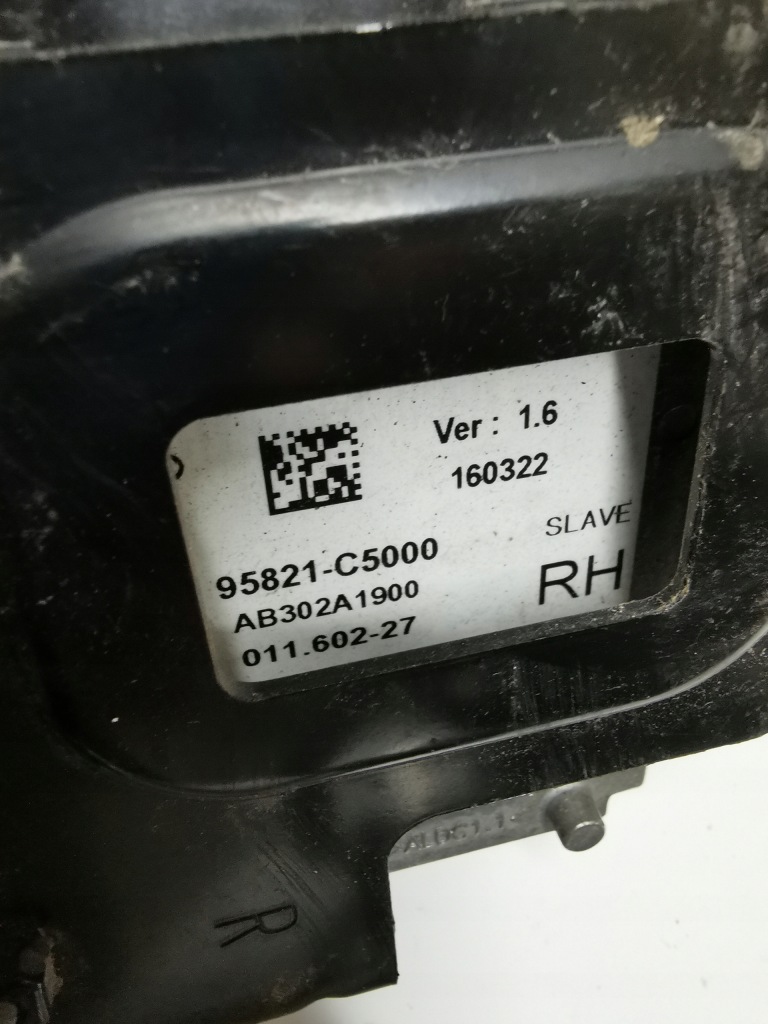 Ver : 1.6
160322
SLAVE
95821-C5000
RH
AB302A1900
011.602-27
R